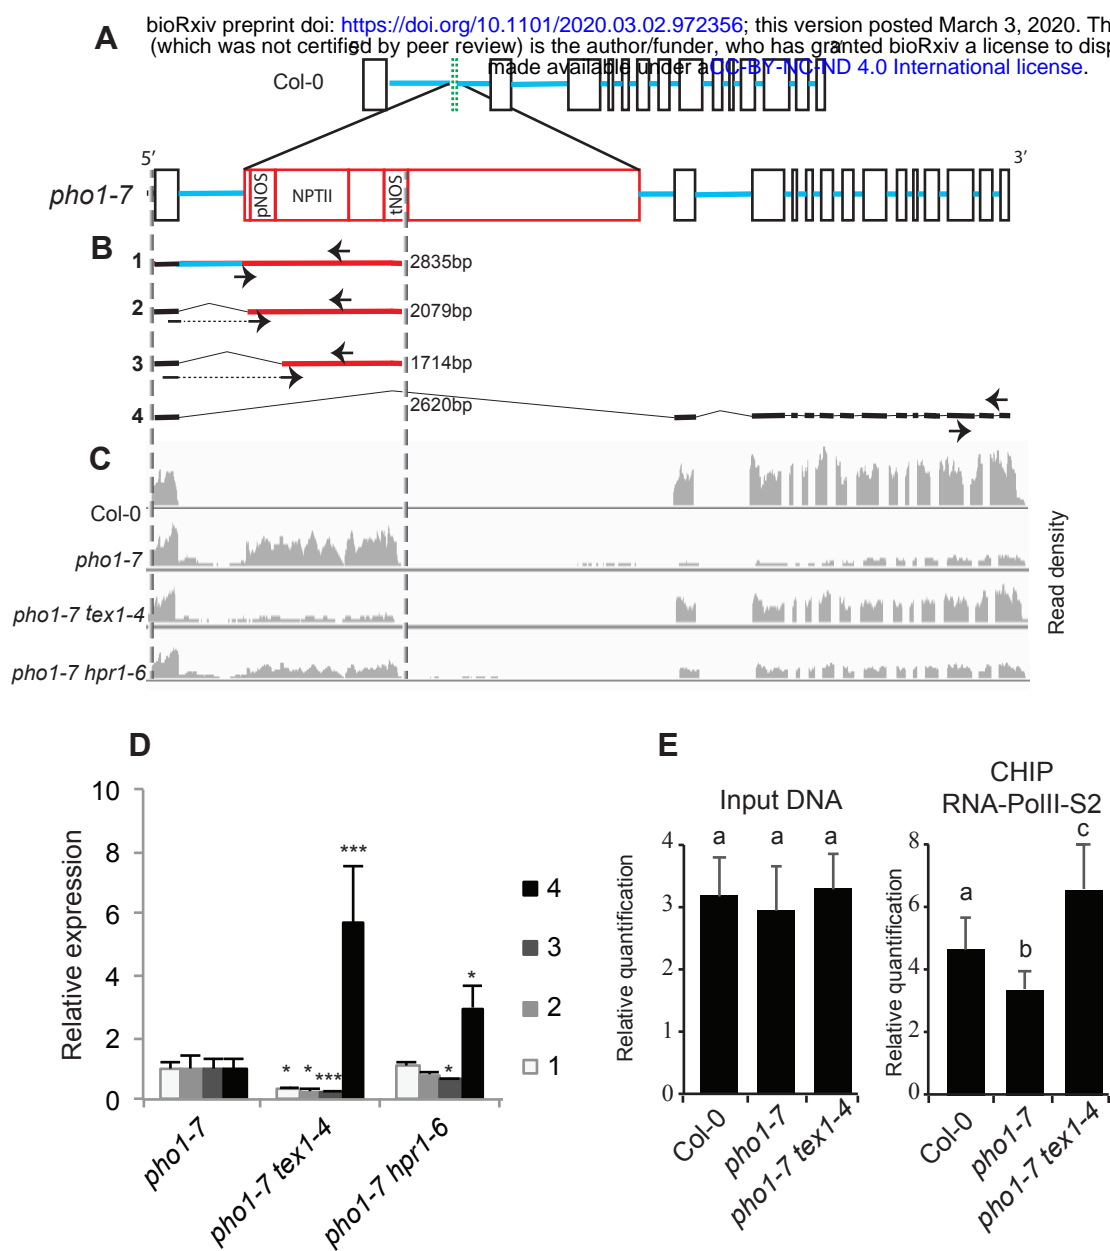 bioRxiv preprint doi: https://doi.org/10.1101/2020.03.02.972356; this version posted March 3, 2020. Th
A
(which was not certified by peer review) is the author/funder, who has granted bioRxiv a license to disp
made available under aCC-BY-NC-ND 4.0 International license.
Col-0
5′
3′
pho1-7
pNOS
NPTII
tNOS
B
1
2835bp
2
2079bp
3
1714bp
4
2620bp
C
Col-0
pho1-7
pho1-7 tex1-4
pho1-7 hpr1-6
Read density
D
10
8
6
4
2
0
Relative expression
***
*
*
***
*
*
4
3
2
1
pho1-7
pho1-7 tex1-4
pho1-7 hpr1-6
E
Input DNA
4
3
2
1
0
Relative quantification
a
a
a
Col-0
pho1-7
pho1-7 tex1-4
CHIP
RNA-PolII-S2
8
6
4
2
0
Relative quantification
a
b
c
Col-0
pho1-7
pho1-7 tex1-4